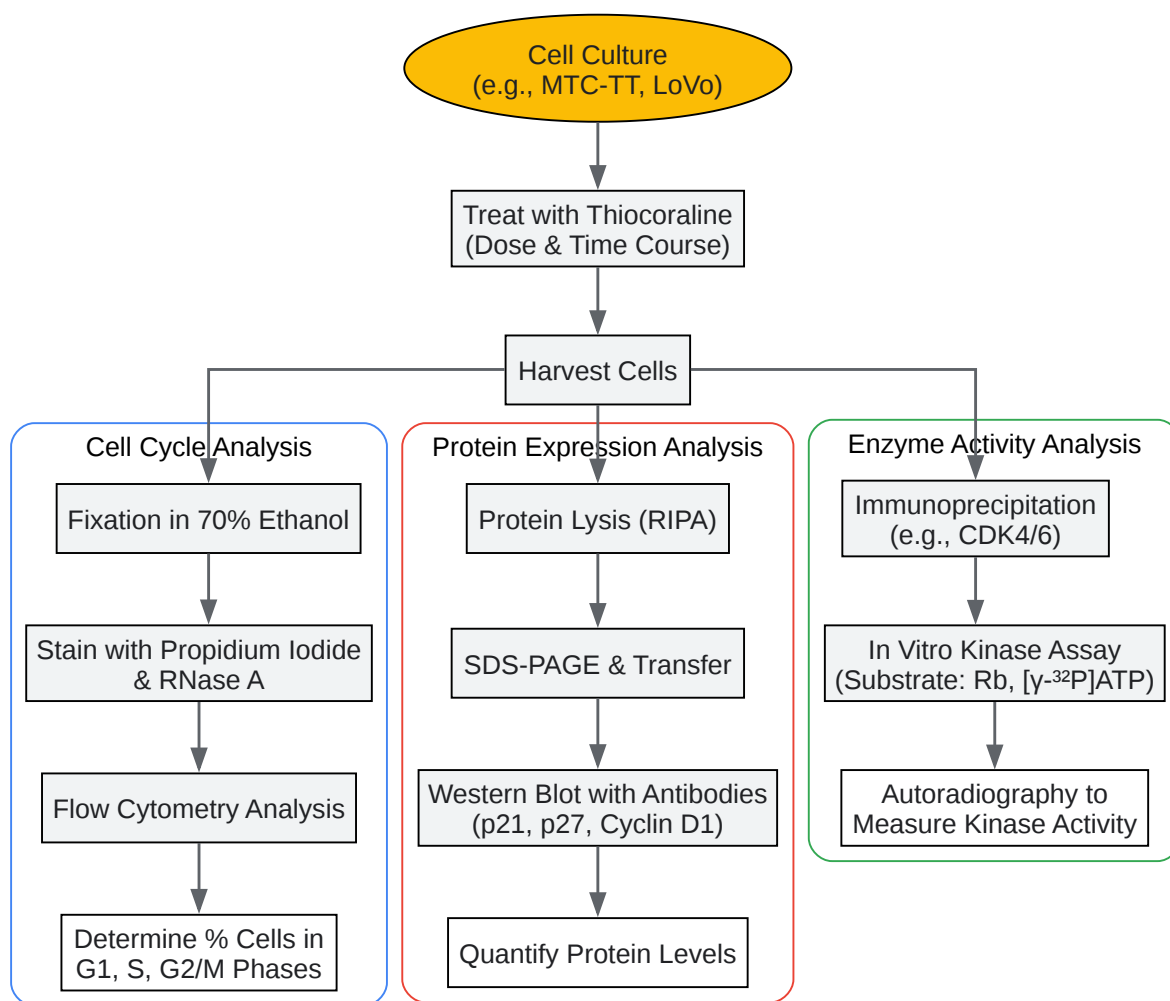 Cell Culture
(e.g., MTC-TT, LoVo)
Treat with Thiocoraline
(Dose & Time Course)
Harvest Cells
Cell Cycle Analysis
Fixation in 70% Ethanol
Stain with Propidium Iodide
& RNase A
Flow Cytometry Analysis
Determine % Cells in
G1, S, G2/M Phases
Protein Expression Analysis
Protein Lysis (RIPA)
SDS-PAGE & Transfer
Western Blot with Antibodies
(p21, p27, Cyclin D1)
Quantify Protein Levels
Enzyme Activity Analysis
Immunoprecipitation
(e.g., CDK4/6)
In Vitro Kinase Assay
(Substrate: Rb, [γ-³²P]ATP)
Autoradiography to
Measure Kinase Activity